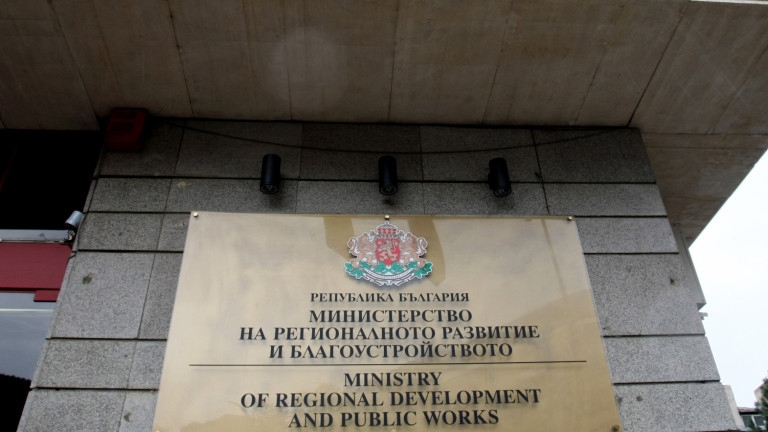 РЕПУБЛИКА БЪЛГАРИЯ
МИНИСТЕРСТВО
НА РЕГИОНАЛНОТО РАЗВИТИЕ
И БЛАГОУСТРОЙСТВОТО
MINISTRY
OF REGIONAL DEVELOPMENT
AND PUBLIC WORKS